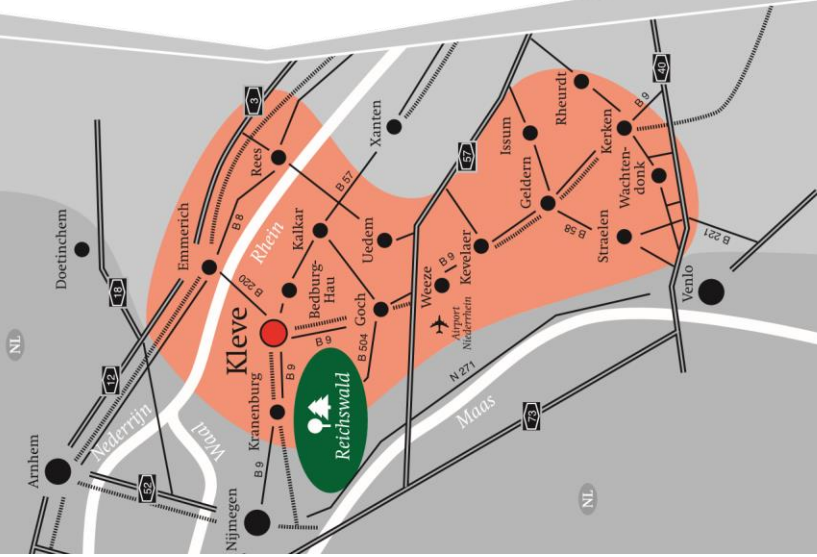 Doetinchem
NL
18
12
Arnhem
Nederrijn
Waal
52
Nijmegen
3
Rees
Emmerich
B 8
Rhein
B 220
Xanten
B 57
Kalkar
Bedburg-
Hau
Uedem
Kleve
Goch
B 9
B 504
B 9
Kranenburg
B 9
Reichswald
57
Weeze
B 9
Kevelaer
Airport
Niederrhein
N 271
Maas
73
NL
Issum
Geldern
Rheurdt
Kerken
B 9
40
Wachten-
donk
B 58
Straelen
B 221
Venlo